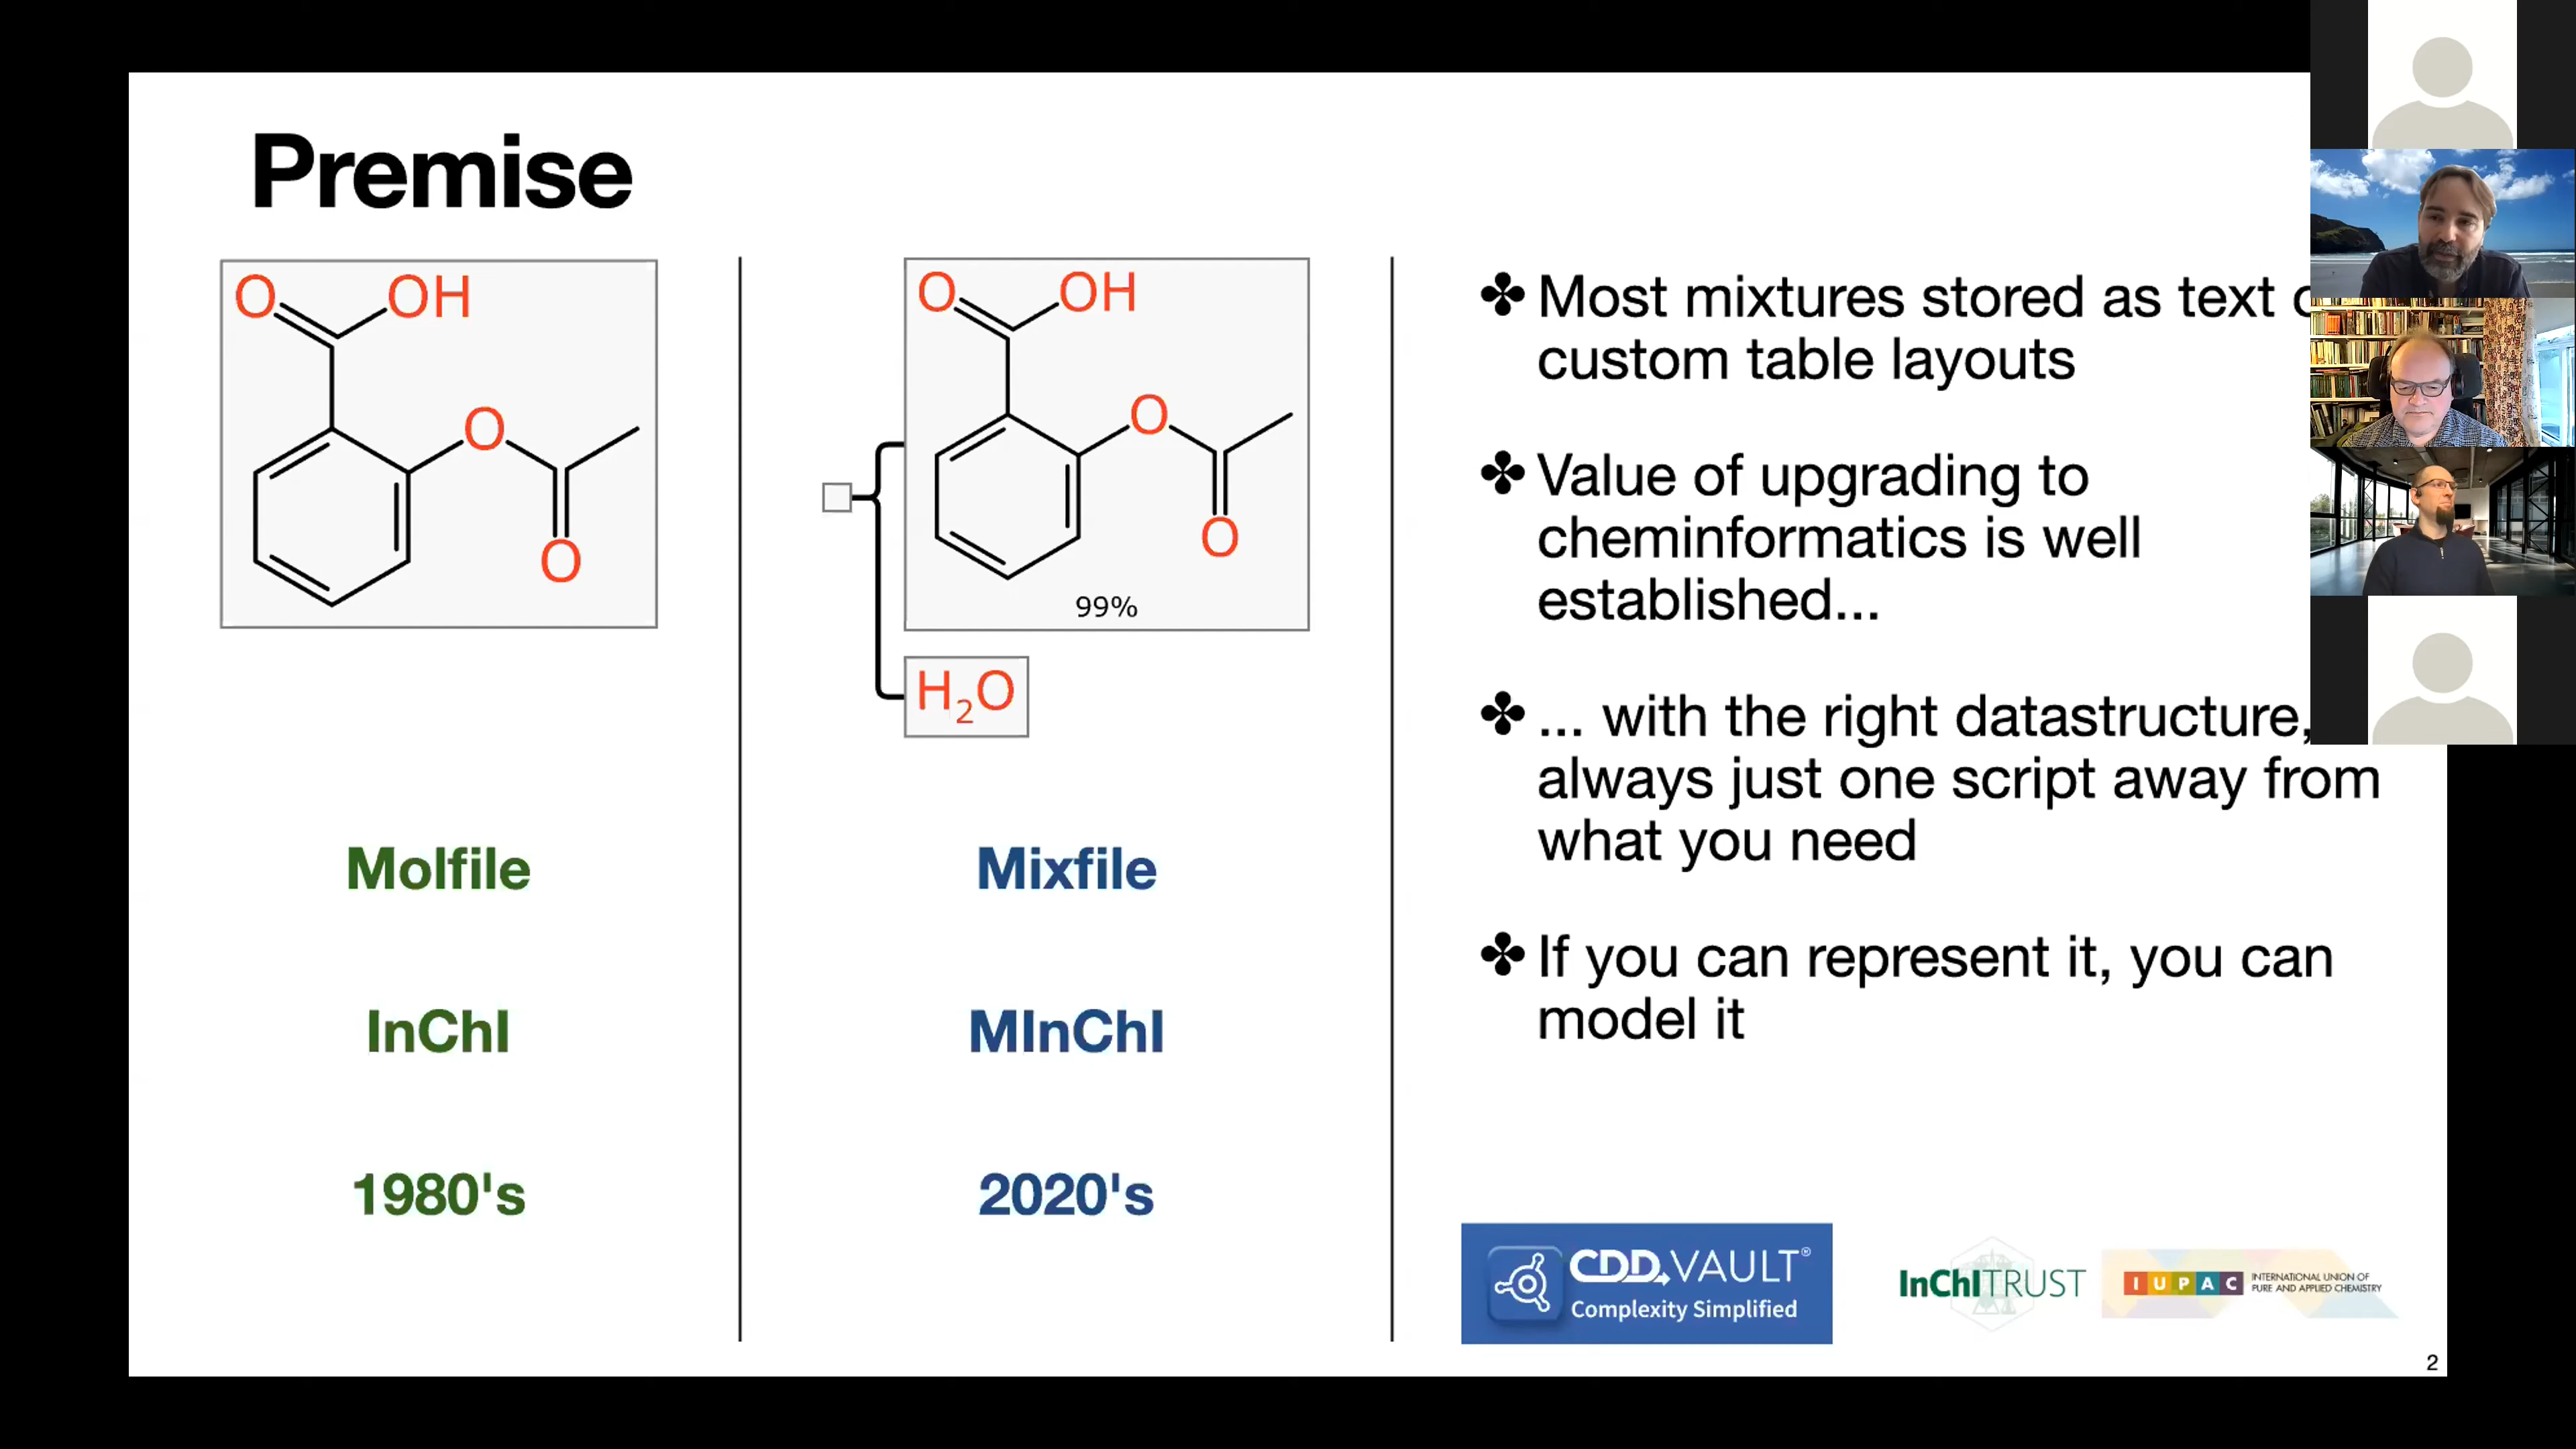 Premise
O
OH
O
O
Molfile
InChI
1980's
O
OH
O
O
99%
H₂O
Mixfile
MInChI
2020's
✤ Most mixtures stored as text
custom table layouts
✤ Value of upgrading to
cheminformatics is well
established...
✤ ... with the right datastructure,
always just one script away from
what you need
✤ If you can represent it, you can
model it
CDD VAULT®
Complexity Simplified
InChI TRUST
IUPAC
INTERNATIONAL UNION OF
PURE AND APPLIED CHEMISTRY
2